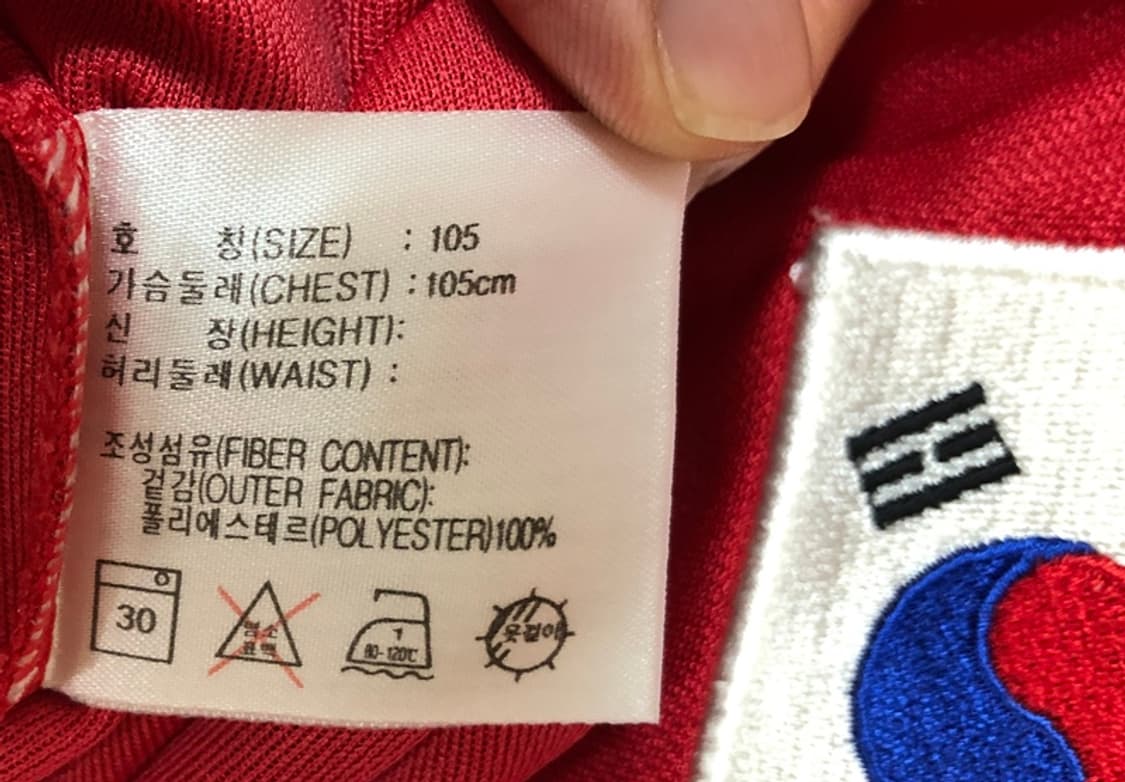 호 칭(SIZE) : 105
가슴둘레(CHEST) : 105cm
신 장(HEIGHT):
허리둘레(WAIST) :
조성섬유(FIBER CONTENT):
겉감(OUTER FABRIC):
폴리에스테르(POLYESTER)100%
30
염소
표백
1
80-120℃
옷걸이